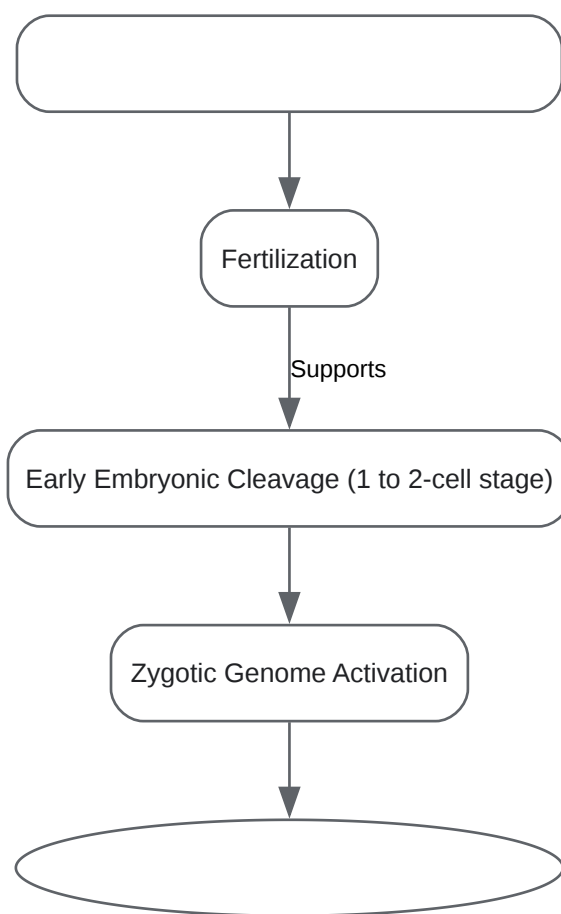 Fertilization
Supports
Early Embryonic Cleavage (1 to 2-cell stage)
Zygotic Genome Activation